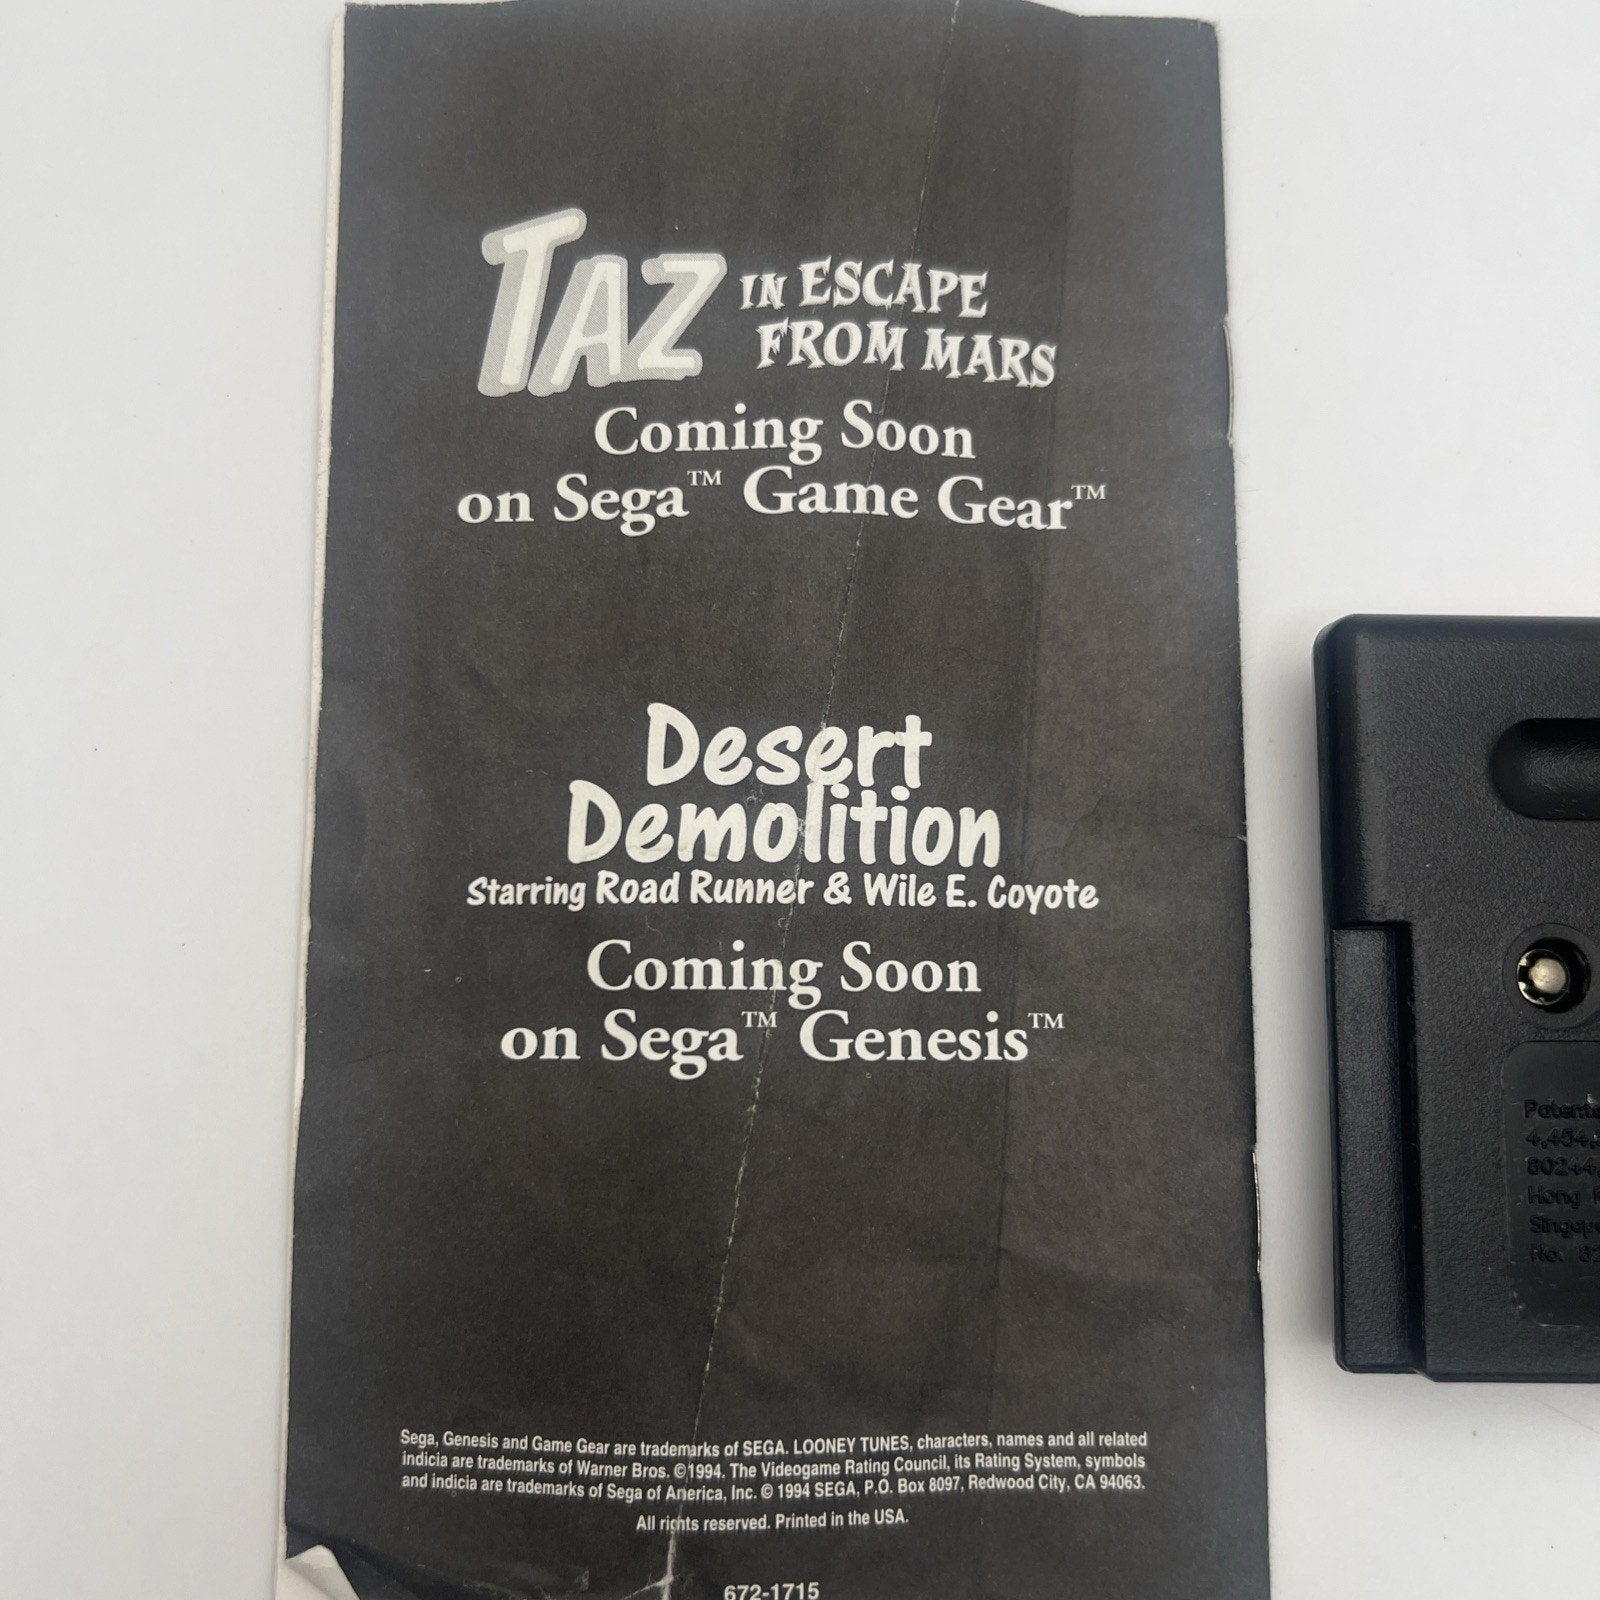 TAZ IN ESCAPE
FROM MARS
Coming Soon
on Sega™ Game Gear™
Desert
Demolition
Starring Road Runner & Wile E. Coyote
Coming Soon
on Sega™ Genesis™
Sega, Genesis and Game Gear are trademarks of SEGA. LOONEY TUNES, characters, names and all related
indicia are trademarks of Warner Bros. ©1994. The Videogame Rating Council, its Rating System, symbols
and indicia are trademarks of Sega of America, Inc. © 1994 SEGA, P.O. Box 8097, Redwood City, CA 94063.
All rights reserved. Printed in the USA.
672-1715
Hong
No.